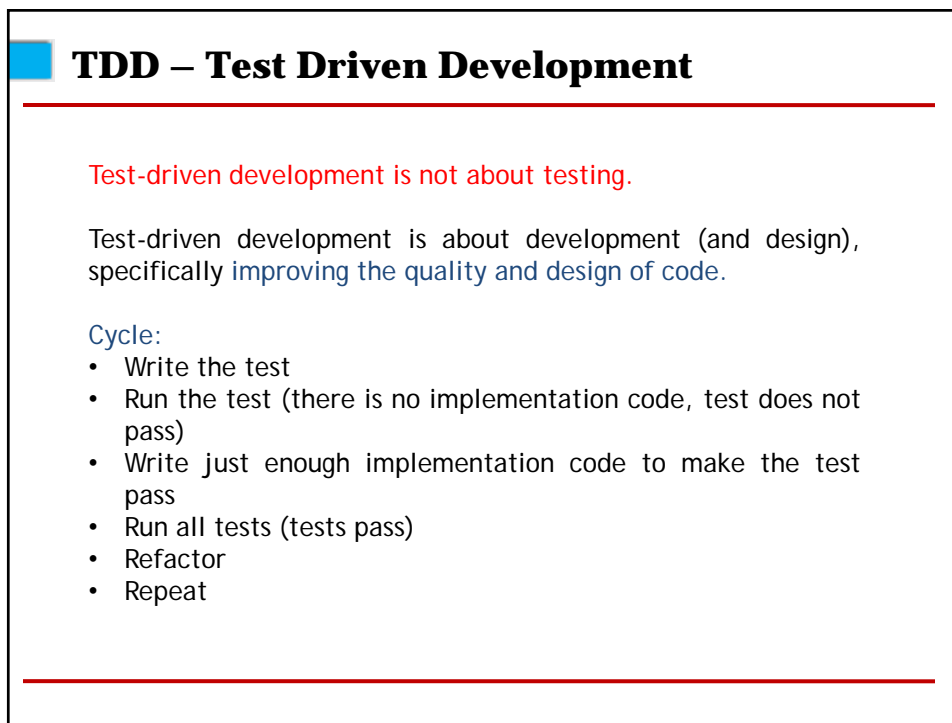 TDD – Test Driven Development
Test-driven development is not about testing.
Test-driven development is about development (and design),
specifically improving the quality and design of code.
Cycle:
• Write the test
• Run the test (there is no implementation code, test does not
pass)
• Write just enough implementation code to make the test
pass
• Run all tests (tests pass)
• Refactor
• Repeat